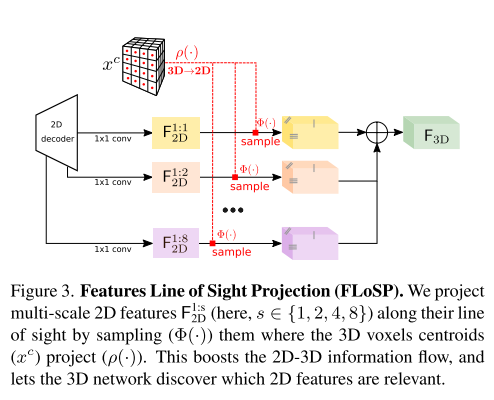 x^c
ρ(·)
3D→2D
2D
decoder
1x1 conv
F_{2D}^{1:1}
Φ(·)
sample
F_{3D}
1x1 conv
F_{2D}^{1:2}
Φ(·)
sample
•••
1x1 conv
F_{2D}^{1:8}
Φ(·)
sample
Figure 3. Features Line of Sight Projection (FLoSP). We project
multi-scale 2D features F_{2D}^{1:s} (here, s ∈ {1, 2, 4, 8}) along their line
of sight by sampling (Φ(·)) them where the 3D voxels centroids
(x^c) project (ρ(·)). This boosts the 2D-3D information flow, and
lets the 3D network discover which 2D features are relevant.